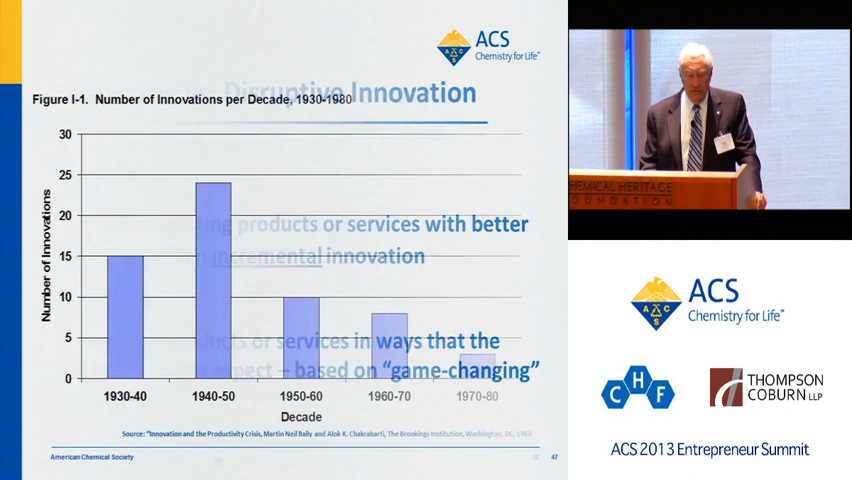 ACS
Chemistry for Life™
Disruptive Innovation
Figure I-1. Number of Innovations per Decade, 1930-1980
30
25
20
15
10
5
0
Number of Innovations
products or services with better
incremental innovation
or services in ways that the
expect – based on “game-changing”
1930-40
1940-50
1950-60
1960-70
1970-80
Decade
Source: "Innovation and the Productivity Crisis, Martin Neil Baily and Alok K. Chakrabarti, The Brookings Institution, Washington, DC,
American Chemical Society
47
CHEMICAL HERITAGE
FOUNDATION
ACS
Chemistry for Life™
CHF
THOMPSON
COBURN LLP
ACS 2013 Entrepreneur Summit